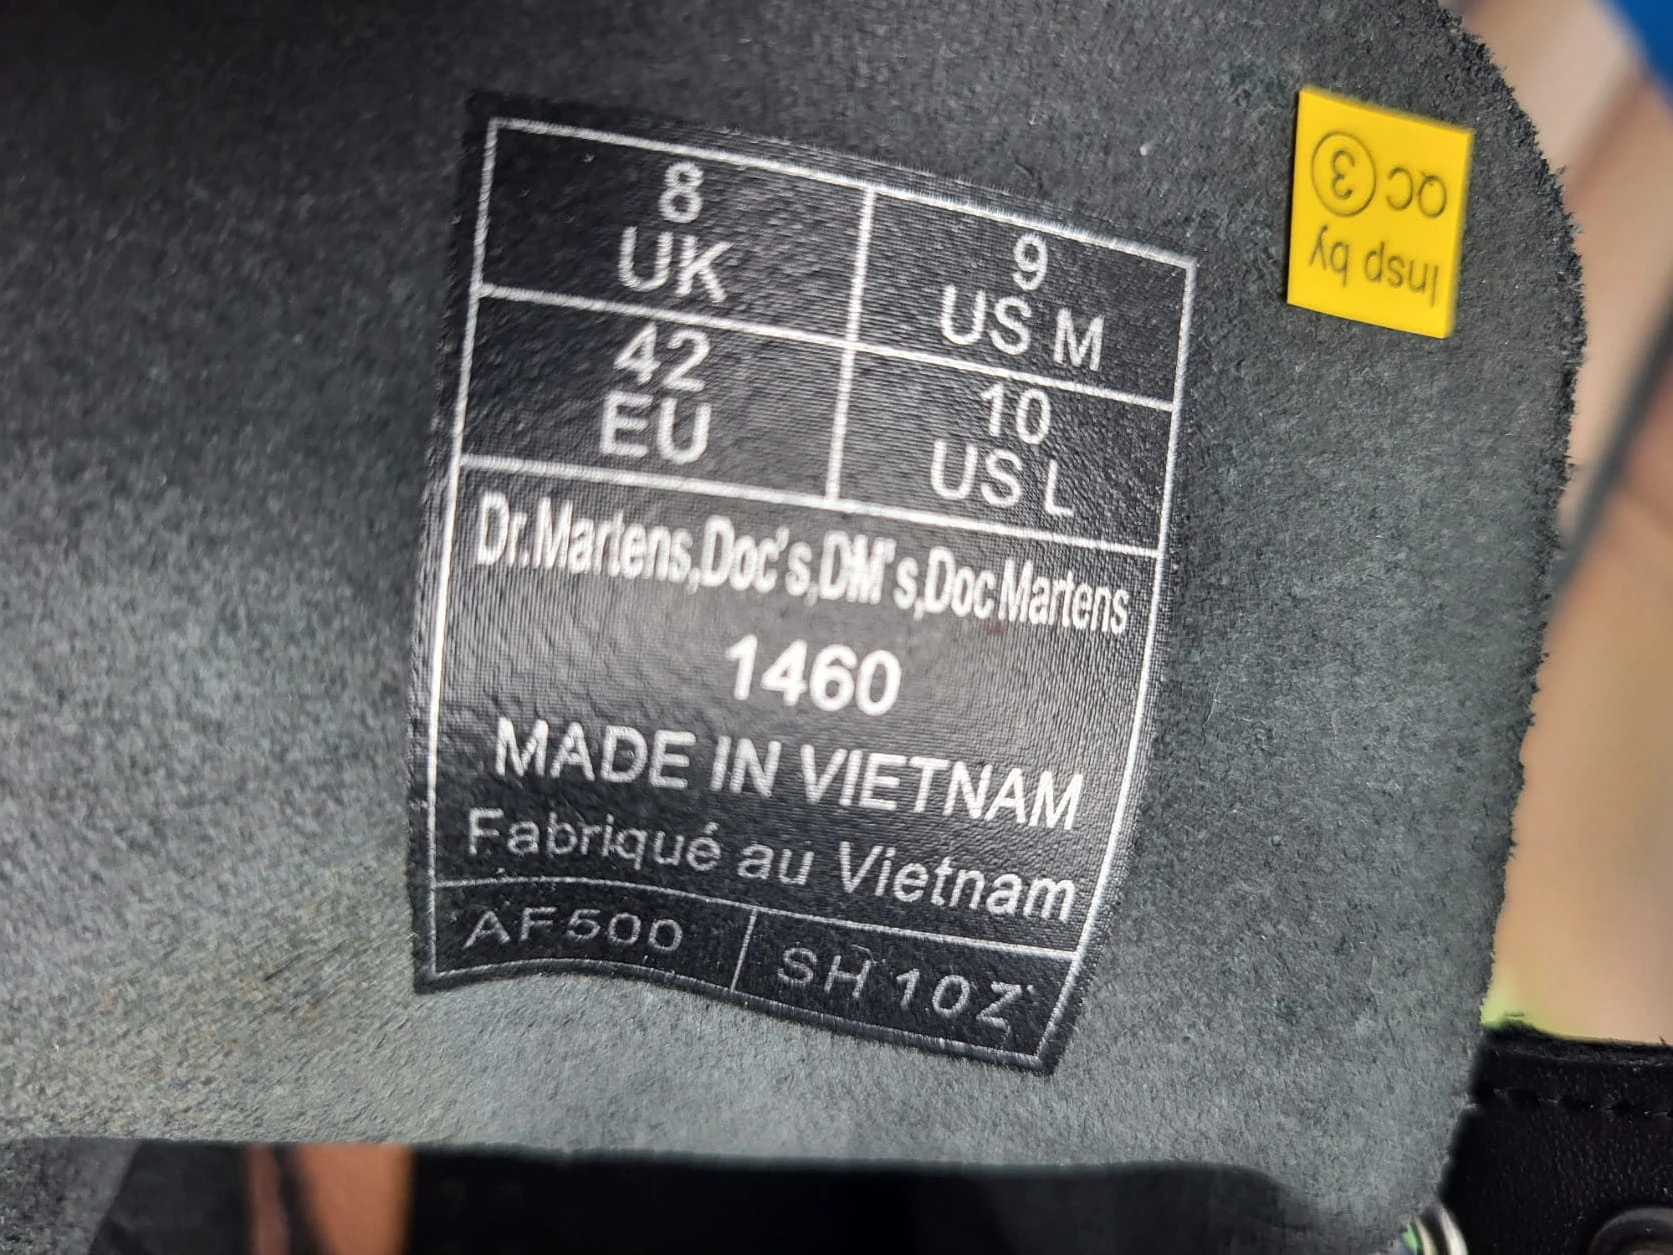 8
UK
9
US M
42
EU
10
US L
Dr.Martens,Doc's,DM's,Doc Martens
1460
MADE IN VIETNAM
Fabriqué au Vietnam
AF500
SH 10Z
Insp by
QC 3